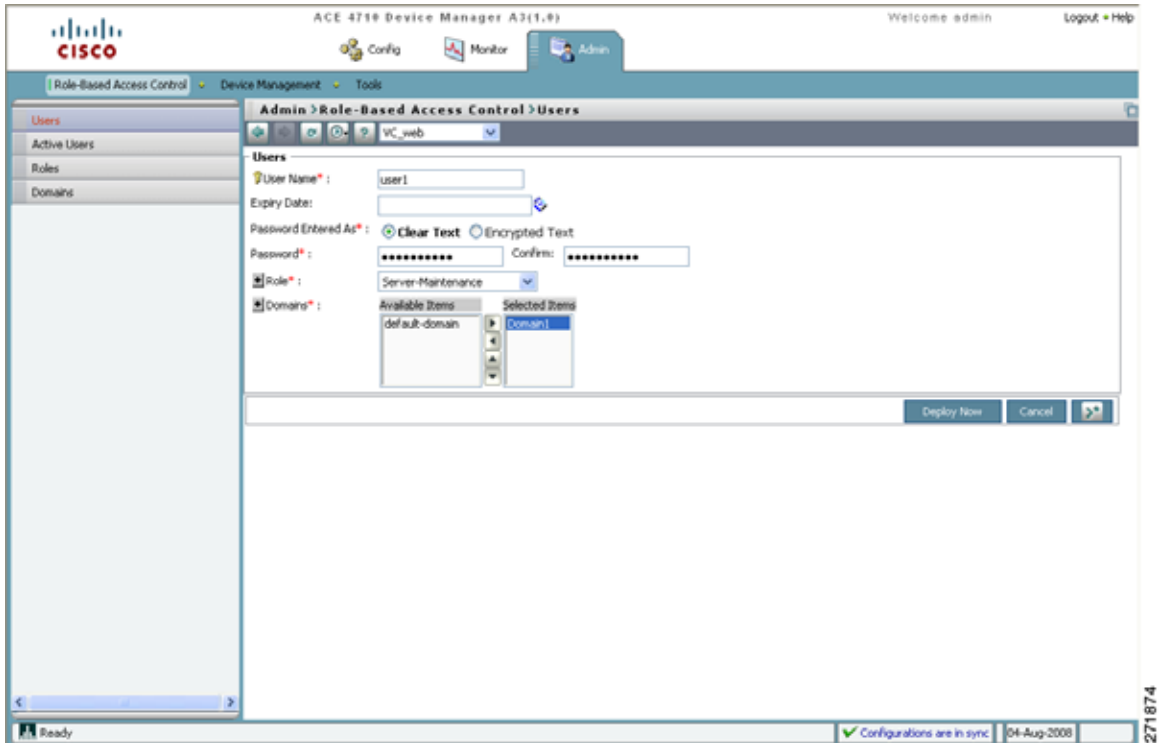 ACE 4710 Device Manager A3(1.0)
Welcome admin
Logout Help
CISCO
Config
Monitor
Admin
Role-Based Access Control
Device Management
Tools
Users
Active Users
Roles
Domains
Admin >Role-Based Access Control >Users
VC_web
Users
User Name* :
user1
Expiry Date:
Password Entered As* :
Clear Text
Encrypted Text
Password* :
••••••••••
Confirm:
••••••••••
Role* :
Server-Maintenance
Domains* :
Available Items
Selected Items
default-domain
Domain1
Deploy Now
Cancel
Ready
Configurations are in sync
04-Aug-2008
271874